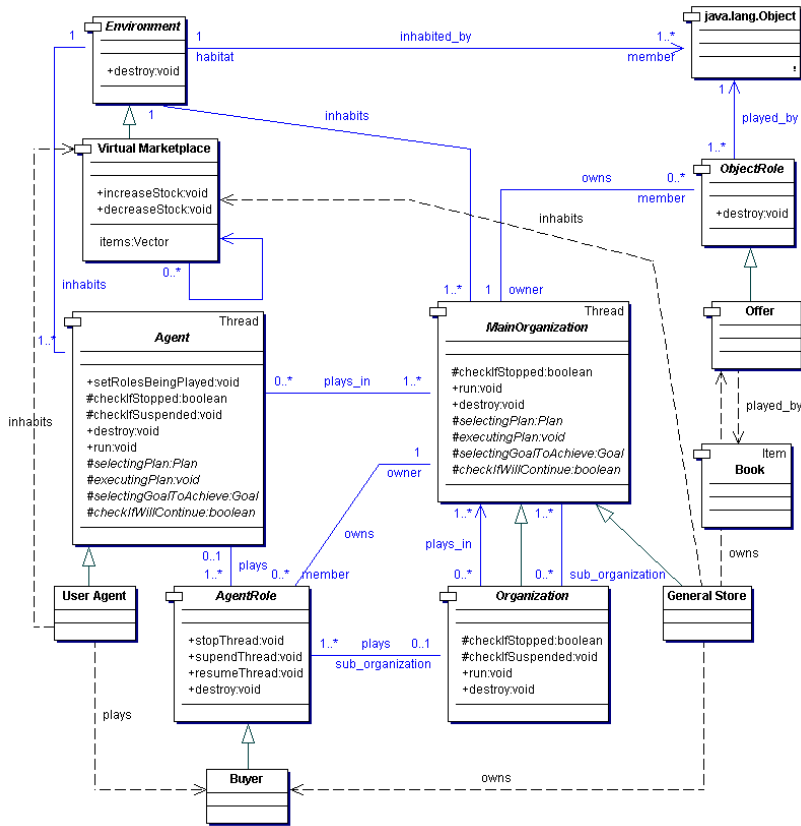 Environment
+destroy:void
1
1
habitat
inhabited_by
1..*
member
java.lang.Object
1
played_by
1..*
ObjectRole
+destroy:void
1
inhabits
Virtual Marketplace
+increaseStock:void
+decreaseStock:void
items:Vector
0..*
owns
0..*
member
inhabits
inhabits
1..*
1..*
1
owner
Thread
Agent
+setRolesBeingPlayed:void
#checkIfStopped:boolean
#checkIfSuspended:void
+destroy:void
+run:void
#selectingPlan:Plan
#executingPlan:void
#selectingGoalToAchieve:Goal
#checkIfWillContinue:boolean
0..*
plays_in
1..*
Thread
MainOrganization
#checkIfStopped:boolean
+run:void
+destroy:void
#selectingPlan:Plan
#executingPlan:void
#selectingGoalToAchieve:Goal
#checkIfWillContinue:boolean
Offer
played_by
Item
Book
inhabits
1
owner
owns
1..*
1..*
plays_in
0..*
0..*
sub_organization
owns
0..1
plays
1..*
0..*
member
User Agent
AgentRole
+stopThread:void
+supendThread:void
+resumeThread:void
+destroy:void
1..*
plays
0..1
sub_organization
Organization
#checkIfStopped:boolean
#checkIfSuspended:void
+run:void
+destroy:void
General Store
plays
Buyer
owns